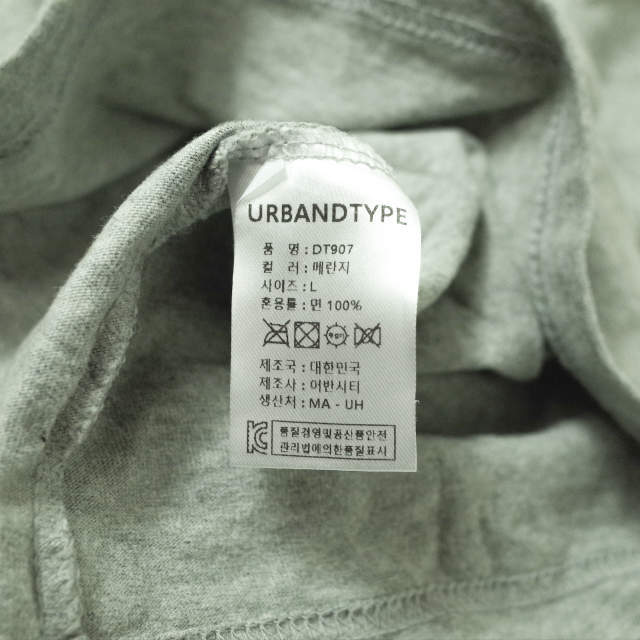 URBANDTYPE
품 명 : DT907
컬 러 : 메란지
사이즈 : L
혼용률 : 면 100%
제조국 : 대한민국
제조사 : 어반시티
생산처 : MA - UH
품질경영및공산품안전
관리법에의한품질표시